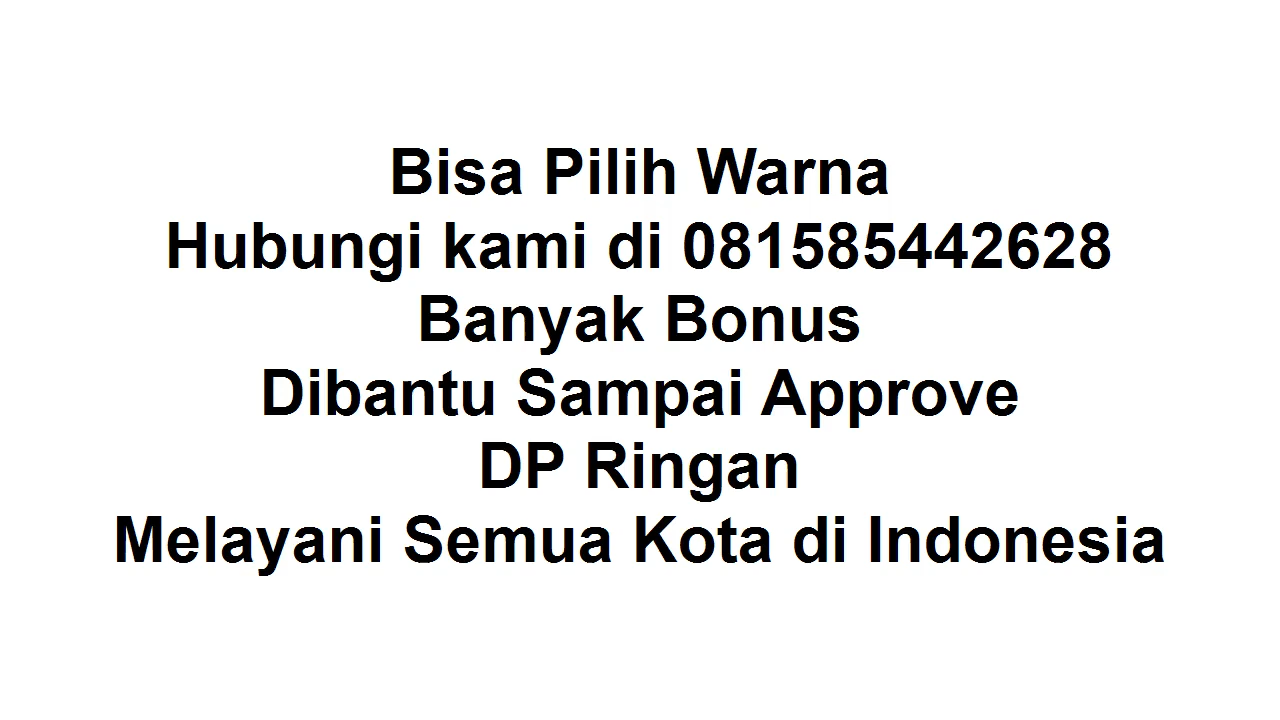 Bisa Pilih Warna
Hubungi kami di 081585442628
Banyak Bonus
Dibantu Sampai Approve
DP Ringan
Melayani Semua Kota di Indonesia